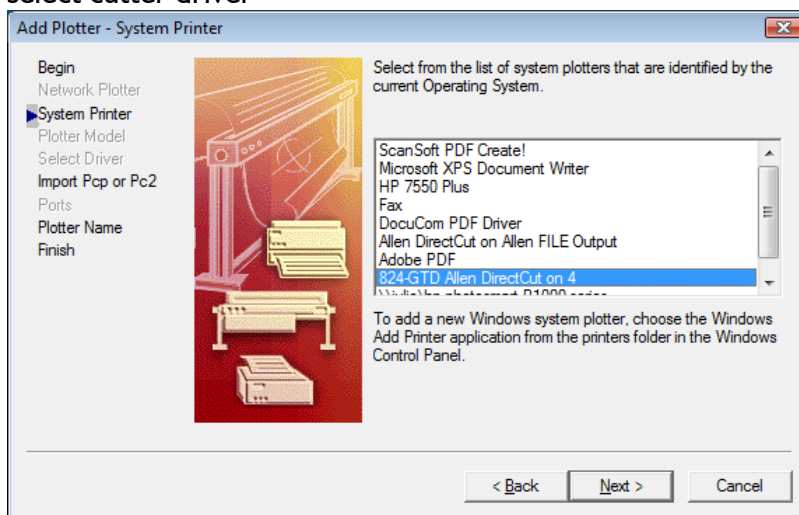 select cutter driver
Add Plotter - System Printer
Begin
Network Plotter
System Printer
Plotter Model
Select Driver
Import Pcp or Pc2
Ports
Plotter Name
Finish
Select from the list of system plotters that are identified by the
current Operating System.
ScanSoft PDF Create!
Microsoft XPS Document Writer
HP 7550 Plus
Fax
DocuCom PDF Driver
Allen DirectCut on Allen FILE Output
Adobe PDF
824-GTD Allen DirectCut on 4
To add a new Windows system plotter, choose the Windows
Add Printer application from the printers folder in the Windows
Control Panel.
< Back
Next >
Cancel